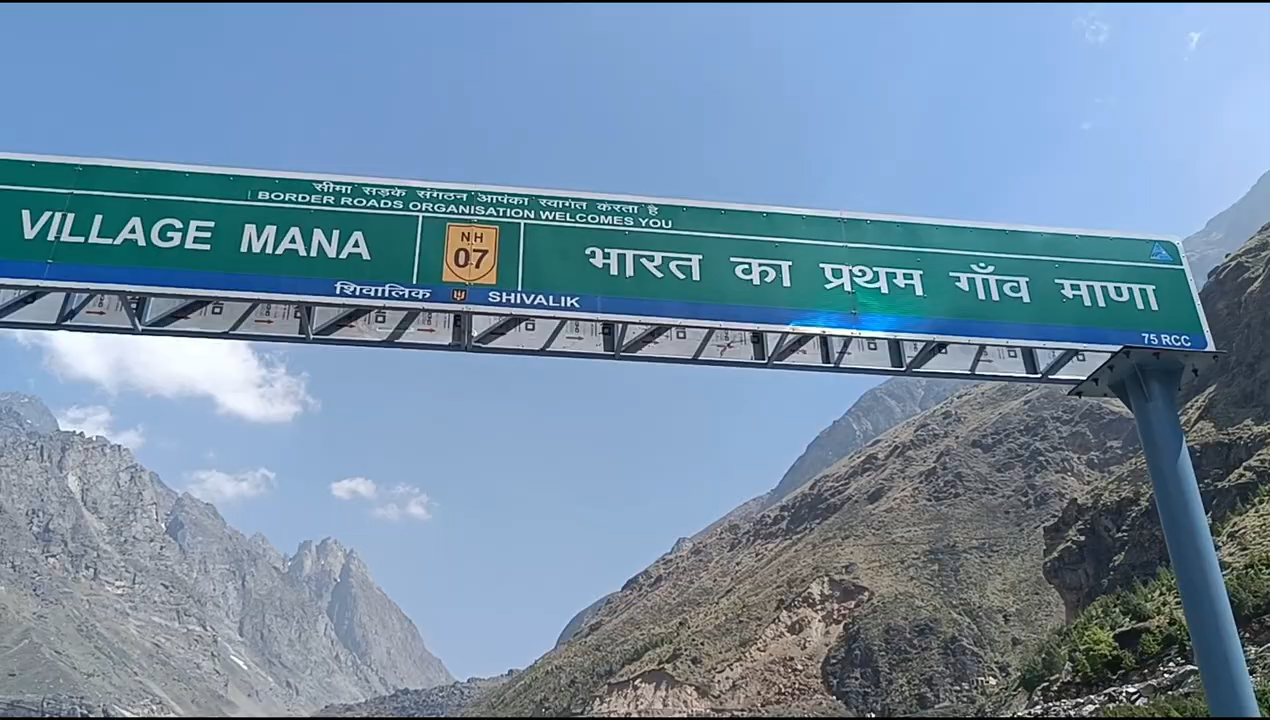 सीमा सड़क संगठन आपका स्वागत करता है
BORDER ROADS ORGANISATION WELCOMES YOU
VILLAGE MANA
NH
07
भारत का प्रथम गाँव माणा
शिवालिक SHIVALIK
75 RCC